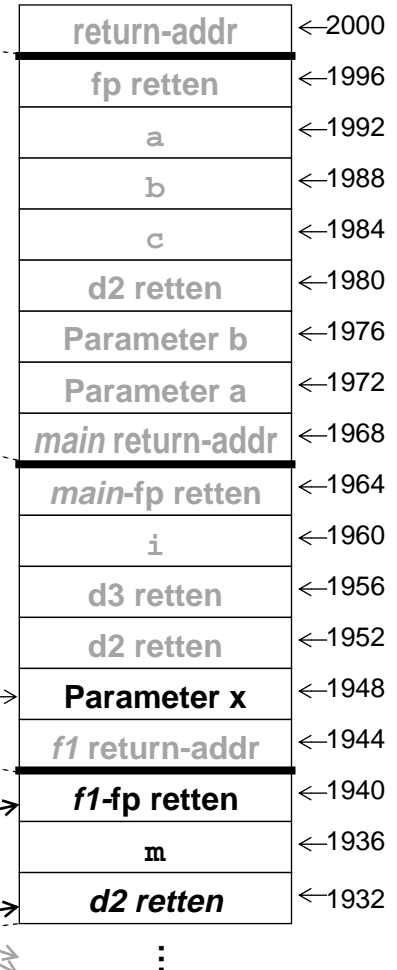 return-addr ←2000
fp retten ←1996
a ←1992
b ←1988
c ←1984
d2 retten ←1980
Parameter b ←1976
Parameter a ←1972
main return-addr ←1968
main-fp retten ←1964
i ←1960
d3 retten ←1956
d2 retten ←1952
Parameter x ←1948
f1 return-addr ←1944
f1-fp retten ←1940
m ←1936
d2 retten ←1932
⋮